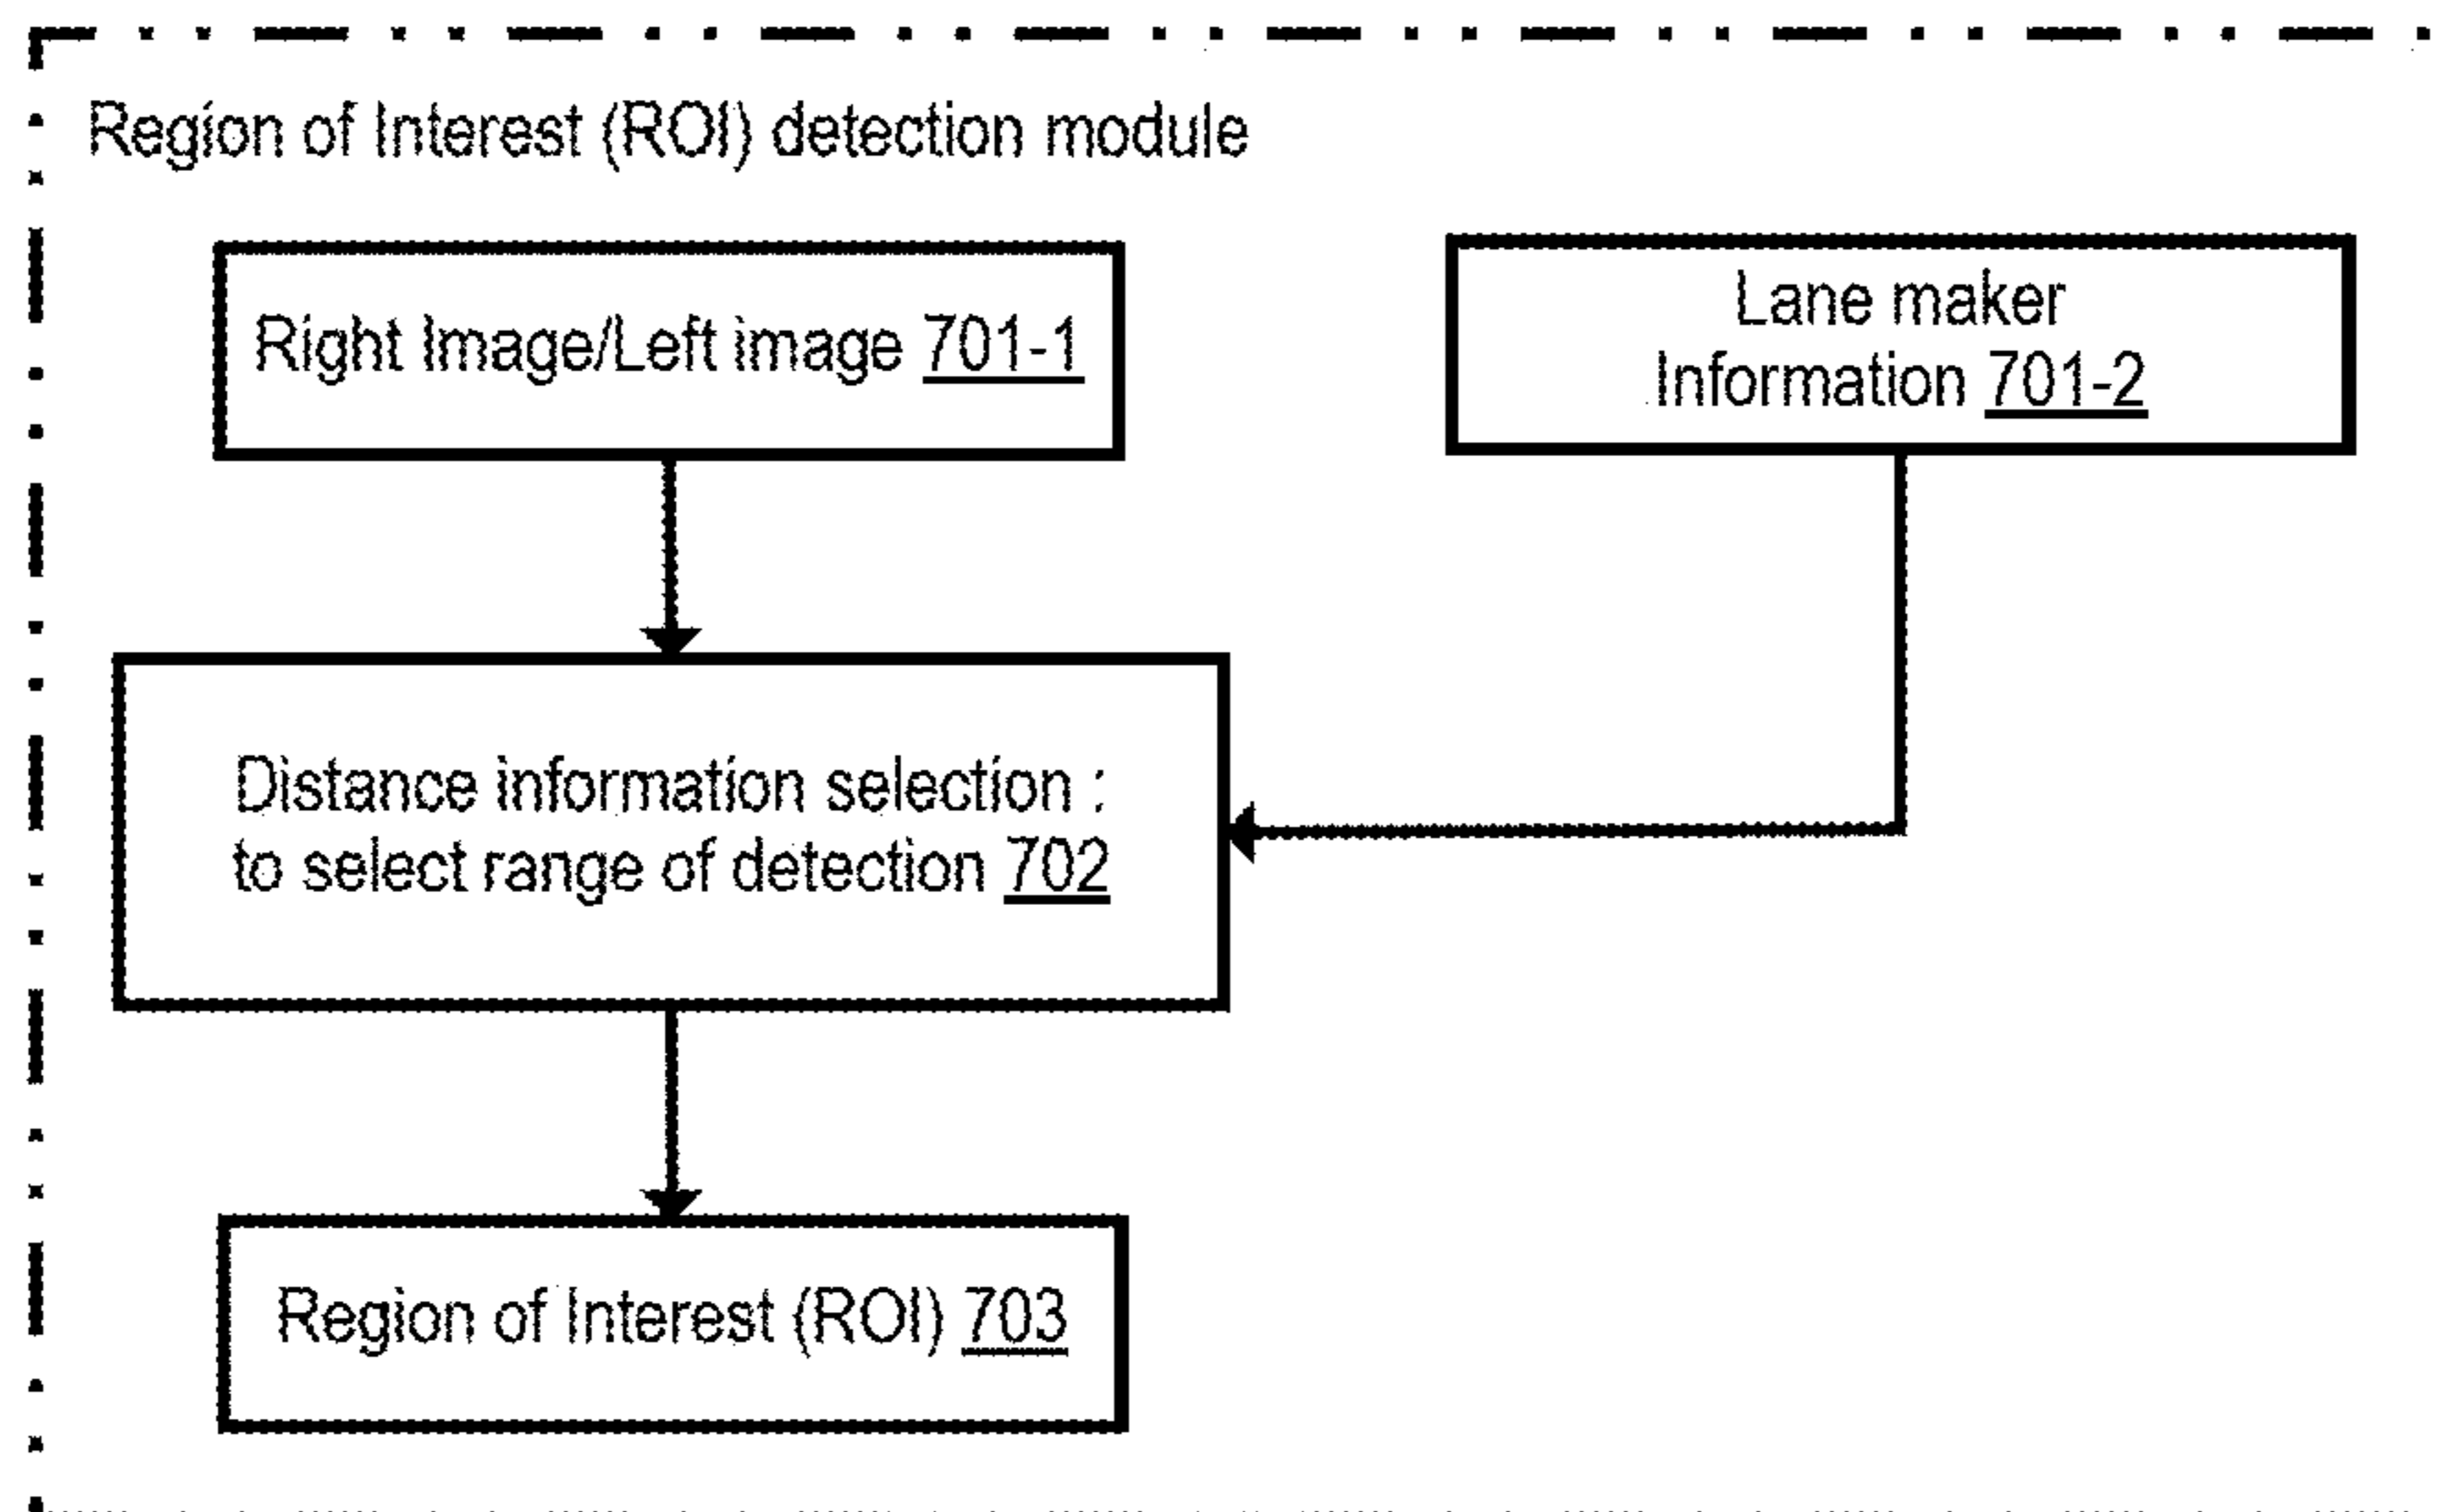 Region of Interest (ROI) detection module
Right Image/Left image 701-1
Lane maker
Information 701-2
Distance information selection :
to select range of detection 702
Region of Interest (ROI) 703